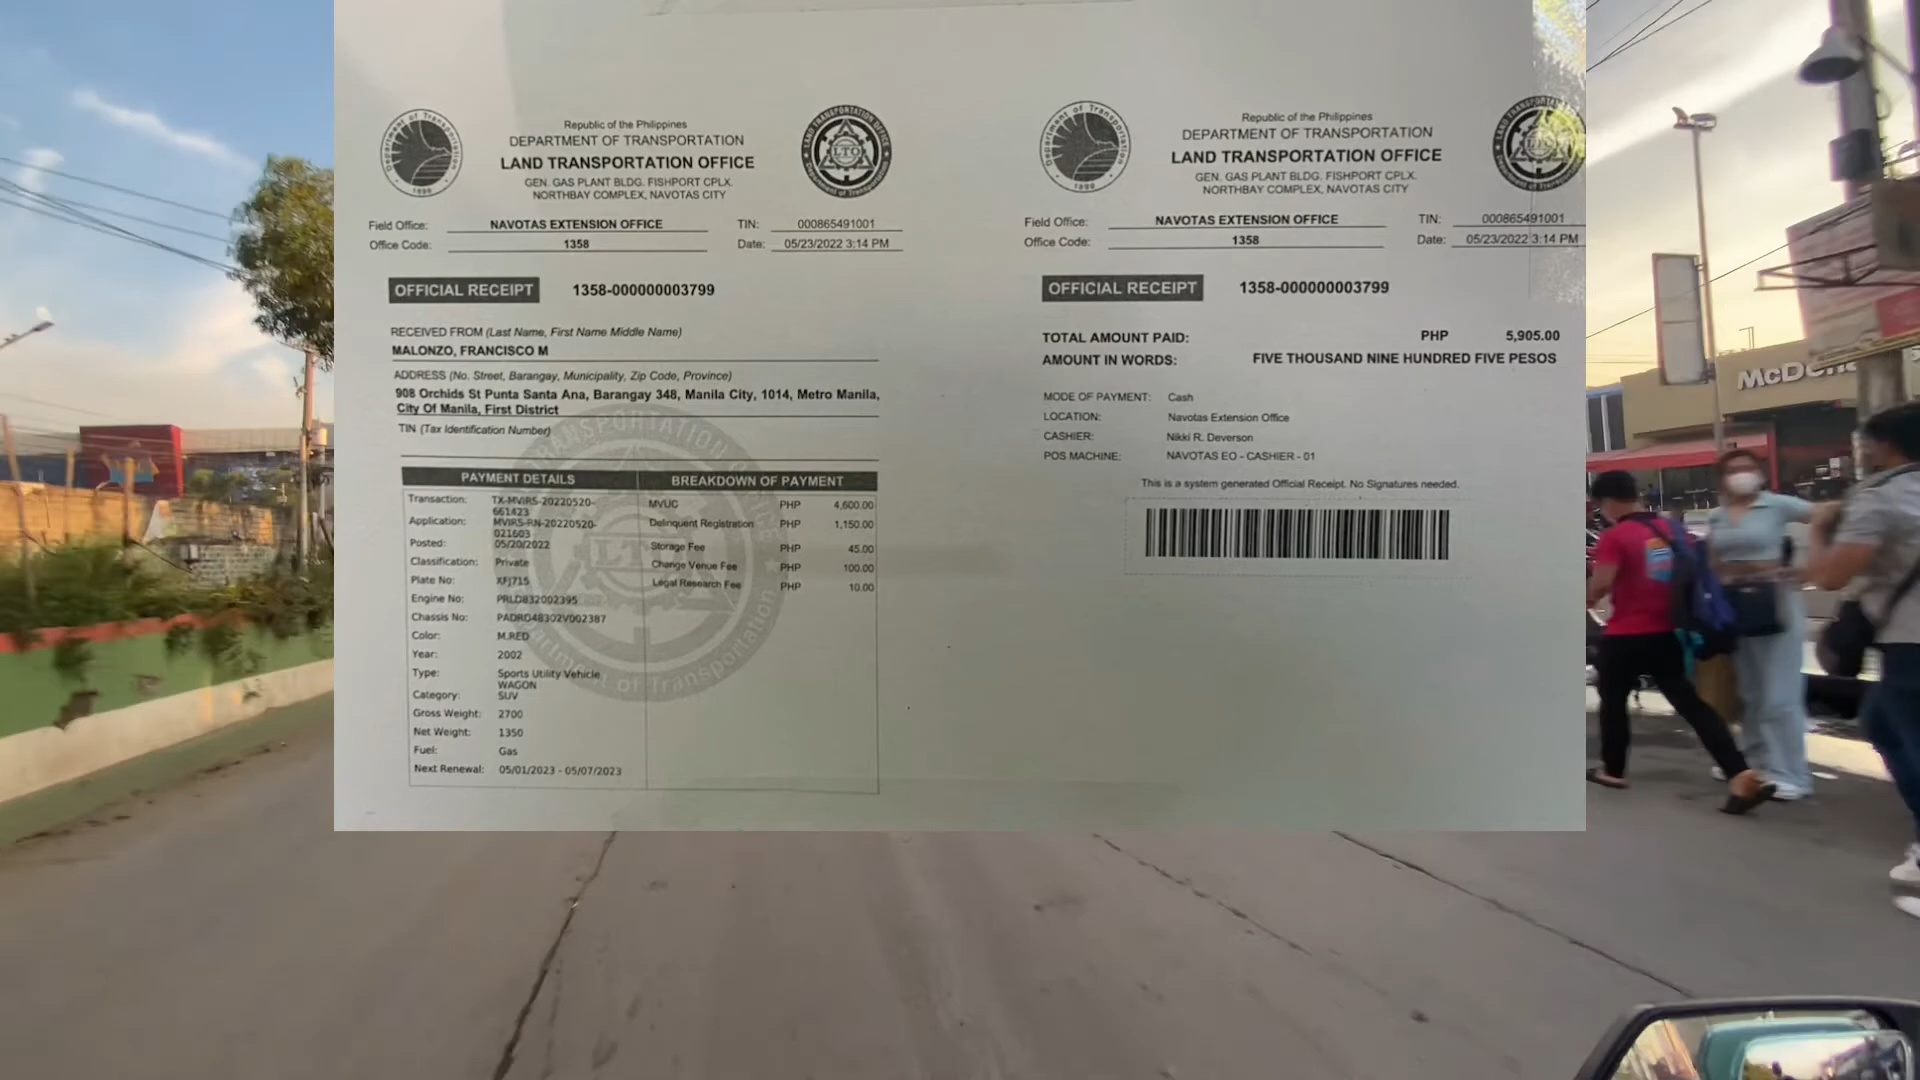 Republic of the Philippines
DEPARTMENT OF TRANSPORTATION
LAND TRANSPORTATION OFFICE
GEN. GAS PLANT BLDG. FISHPORT CPLX.
NORTHBAY COMPLEX, NAVOTAS CITY
Field Office: NAVOTAS EXTENSION OFFICE TIN: 000865491001
Office Code: 1358 Date: 05/23/2022 3:14 PM
OFFICIAL RECEIPT 1358-000000003799
RECEIVED FROM (Last Name, First Name Middle Name)
MALONZO, FRANCISCO M
ADDRESS (No. Street, Barangay, Municipality, Zip Code, Province)
908 Orchids St Punta Santa Ana, Barangay 348, Manila City, 1014, Metro Manila,
City Of Manila, First District
TIN (Tax Identification Number)
PAYMENT DETAILS
Transaction: TX-MVIRS-20220520-
661423
Application: MVIRS-RN-20220520-
021603
Posted: 05/20/2022
Classification: Private
Plate No: XFJ715
Engine No: PRLD832002395
Chassis No: PADRD48302V002387
Color: M.RED
Year: 2002
Type: Sports Utility Vehicle
WAGON
Category: SUV
Gross Weight: 2700
Net Weight: 1350
Fuel: Gas
Next Renewal: 05/01/2023 - 05/07/2023
BREAKDOWN OF PAYMENT
MVUC PHP 4,600.00
Delinquent Registration PHP 1,150.00
Storage Fee PHP 45.00
Change Venue Fee PHP 100.00
Legal Research Fee PHP 10.00
Republic of the Philippines
DEPARTMENT OF TRANSPORTATION
LAND TRANSPORTATION OFFICE
GEN. GAS PLANT BLDG. FISHPORT CPLX.
NORTHBAY COMPLEX, NAVOTAS CITY
Field Office: NAVOTAS EXTENSION OFFICE TIN: 000865491001
Office Code: 1358 Date: 05/23/2022 3:14 PM
OFFICIAL RECEIPT 1358-000000003799
TOTAL AMOUNT PAID: PHP 5,905.00
AMOUNT IN WORDS: FIVE THOUSAND NINE HUNDRED FIVE PESOS
MODE OF PAYMENT: Cash
LOCATION: Navotas Extension Office
CASHIER: Nikki R. Deverson
POS MACHINE: NAVOTAS EO - CASHIER - 01
This is a system generated Official Receipt. No Signatures needed.